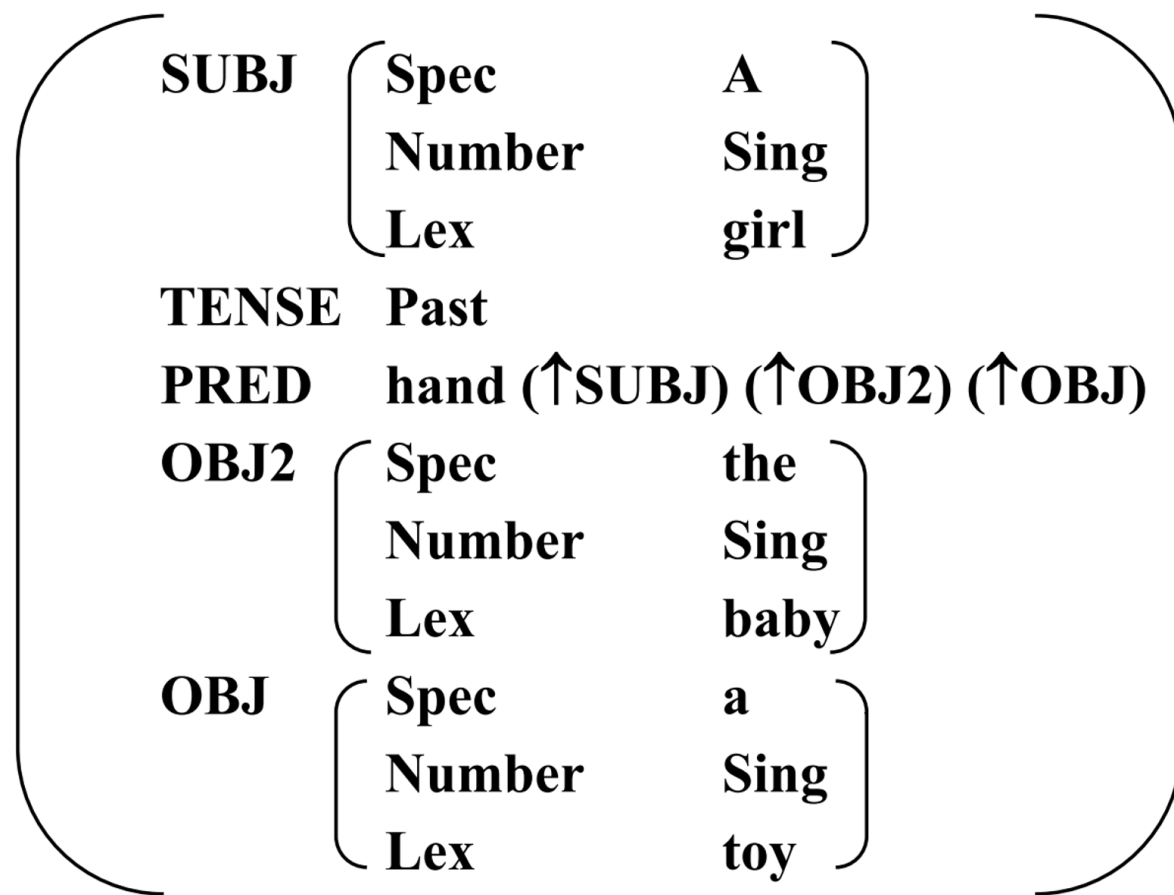 SUBJ Spec A
Number Sing
Lex girl
TENSE Past
PRED hand (↑SUBJ) (↑OBJ2) (↑OBJ)
OBJ2 Spec the
Number Sing
Lex baby
OBJ Spec a
Number Sing
Lex toy